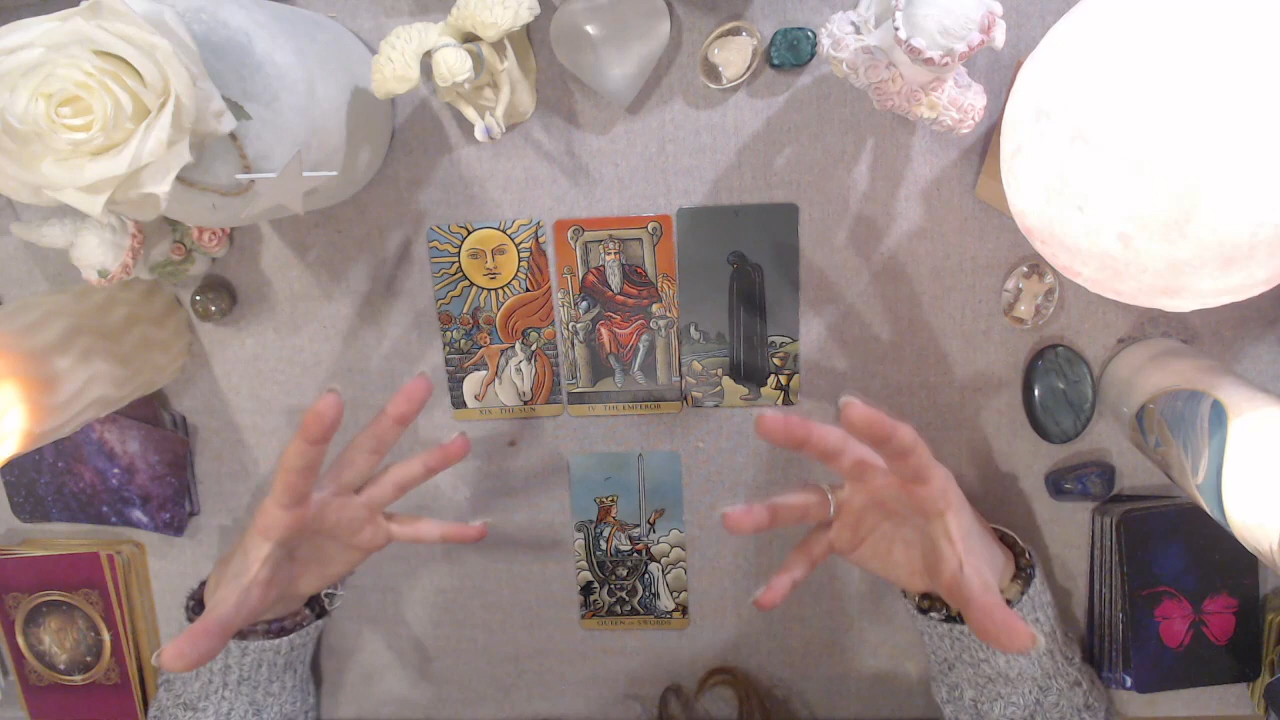 XIX THE SUN
IV THE EMPEROR
QUEEN OF SWORDS